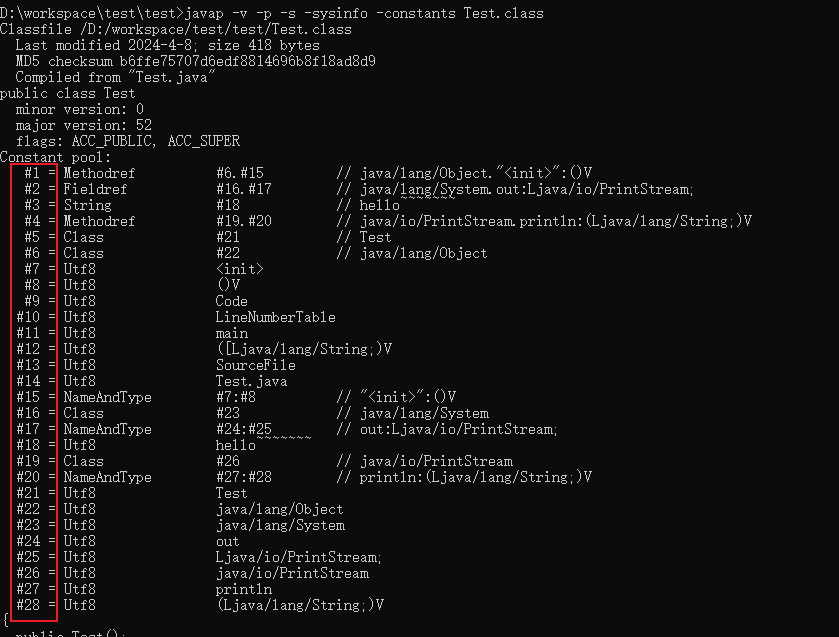 D:\workspace\test\test>javap -v -p -s -sysinfo -constants Test.class
Classfile /D:/workspace/test/test/Test.class
  Last modified 2024-4-8; size 418 bytes
  MD5 checksum b6ffe75707d6edf8814696b8f18ad8d9
  Compiled from "Test.java"
public class Test
  minor version: 0
  major version: 52
  flags: ACC_PUBLIC, ACC_SUPER
Constant pool:
   #1 = Methodref          #6.#15         // java/lang/Object."<init>":()V
   #2 = Fieldref           #16.#17        // java/lang/System.out:Ljava/io/PrintStream;
   #3 = String             #18            // hello~~~~~~~
   #4 = Methodref          #19.#20        // java/io/PrintStream.println:(Ljava/lang/String;)V
   #5 = Class              #21            // Test
   #6 = Class              #22            // java/lang/Object
   #7 = Utf8               <init>
   #8 = Utf8               ()V
   #9 = Utf8               Code
  #10 = Utf8               LineNumberTable
  #11 = Utf8               main
  #12 = Utf8               ([Ljava/lang/String;)V
  #13 = Utf8               SourceFile
  #14 = Utf8               Test.java
  #15 = NameAndType        #7:#8          // "<init>":()V
  #16 = Class              #23            // java/lang/System
  #17 = NameAndType        #24:#25        // out:Ljava/io/PrintStream;
  #18 = Utf8               hello~~~~~~~
  #19 = Class              #26            // java/io/PrintStream
  #20 = NameAndType        #27:#28        // println:(Ljava/lang/String;)V
  #21 = Utf8               Test
  #22 = Utf8               java/lang/Object
  #23 = Utf8               java/lang/System
  #24 = Utf8               out
  #25 = Utf8               Ljava/io/PrintStream;
  #26 = Utf8               java/io/PrintStream
  #27 = Utf8               println
  #28 = Utf8               (Ljava/lang/String;)V
{
  public Test();